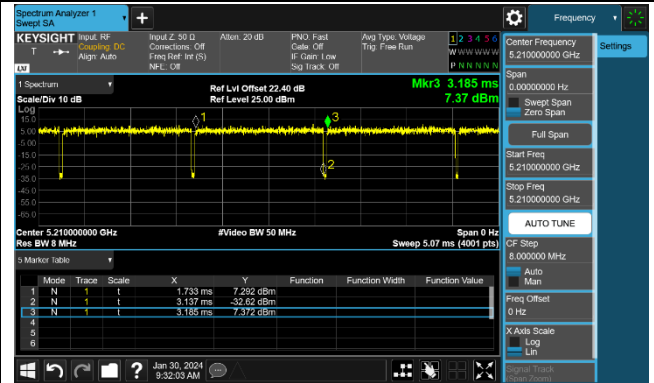 Spectrum Analyzer 1
Swept SA
+
Frequency
KEYSIGHT
T
LXI
Input: RF
Coupling: DC
Align: Auto
Input Z: 50 Ω
Corrections: Off
Freq Ref: Int (S)
NFE: Off
Atten: 20 dB
PNO: Fast
Gate: Off
IF Gain: Low
Sig Track: Off
Avg Type: Voltage
Trig: Free Run
1 2 3 4 5 6
W W W W W W
P N N N N N
Center Frequency
5.210000000 GHz
Settings
Span
0.00000000 Hz
Swept Span
Zero Span
Full Span
Start Freq
5.210000000 GHz
Stop Freq
5.210000000 GHz
AUTO TUNE
CF Step
8.000000 MHz
Auto
Man
Freq Offset
0 Hz
X Axis Scale
Log
Lin
Signal Track
(Span Zoom)
1 Spectrum
Scale/Div 10 dB
Ref Lvl Offset 22.40 dB
Ref Level 25.00 dBm
Mkr3 3.185 ms
7.37 dBm
Log
15.0
5.00
-5.00
-15.0
-25.0
-35.0
-45.0
-55.0
-65.0
1
3
2
Center 5.210000000 GHz
Res BW 8 MHz
#Video BW 50 MHz
Span 0 Hz
Sweep 5.07 ms (4001 pts)
5 Marker Table
Mode Trace Scale X Y Function Function Width Function Value
1 N 1 t 1.733 ms 7.292 dBm
2 N 1 t 3.137 ms -32.62 dBm
3 N 1 t 3.185 ms 7.372 dBm
4
5
6
?
Jan 30, 2024
9:32:03 AM